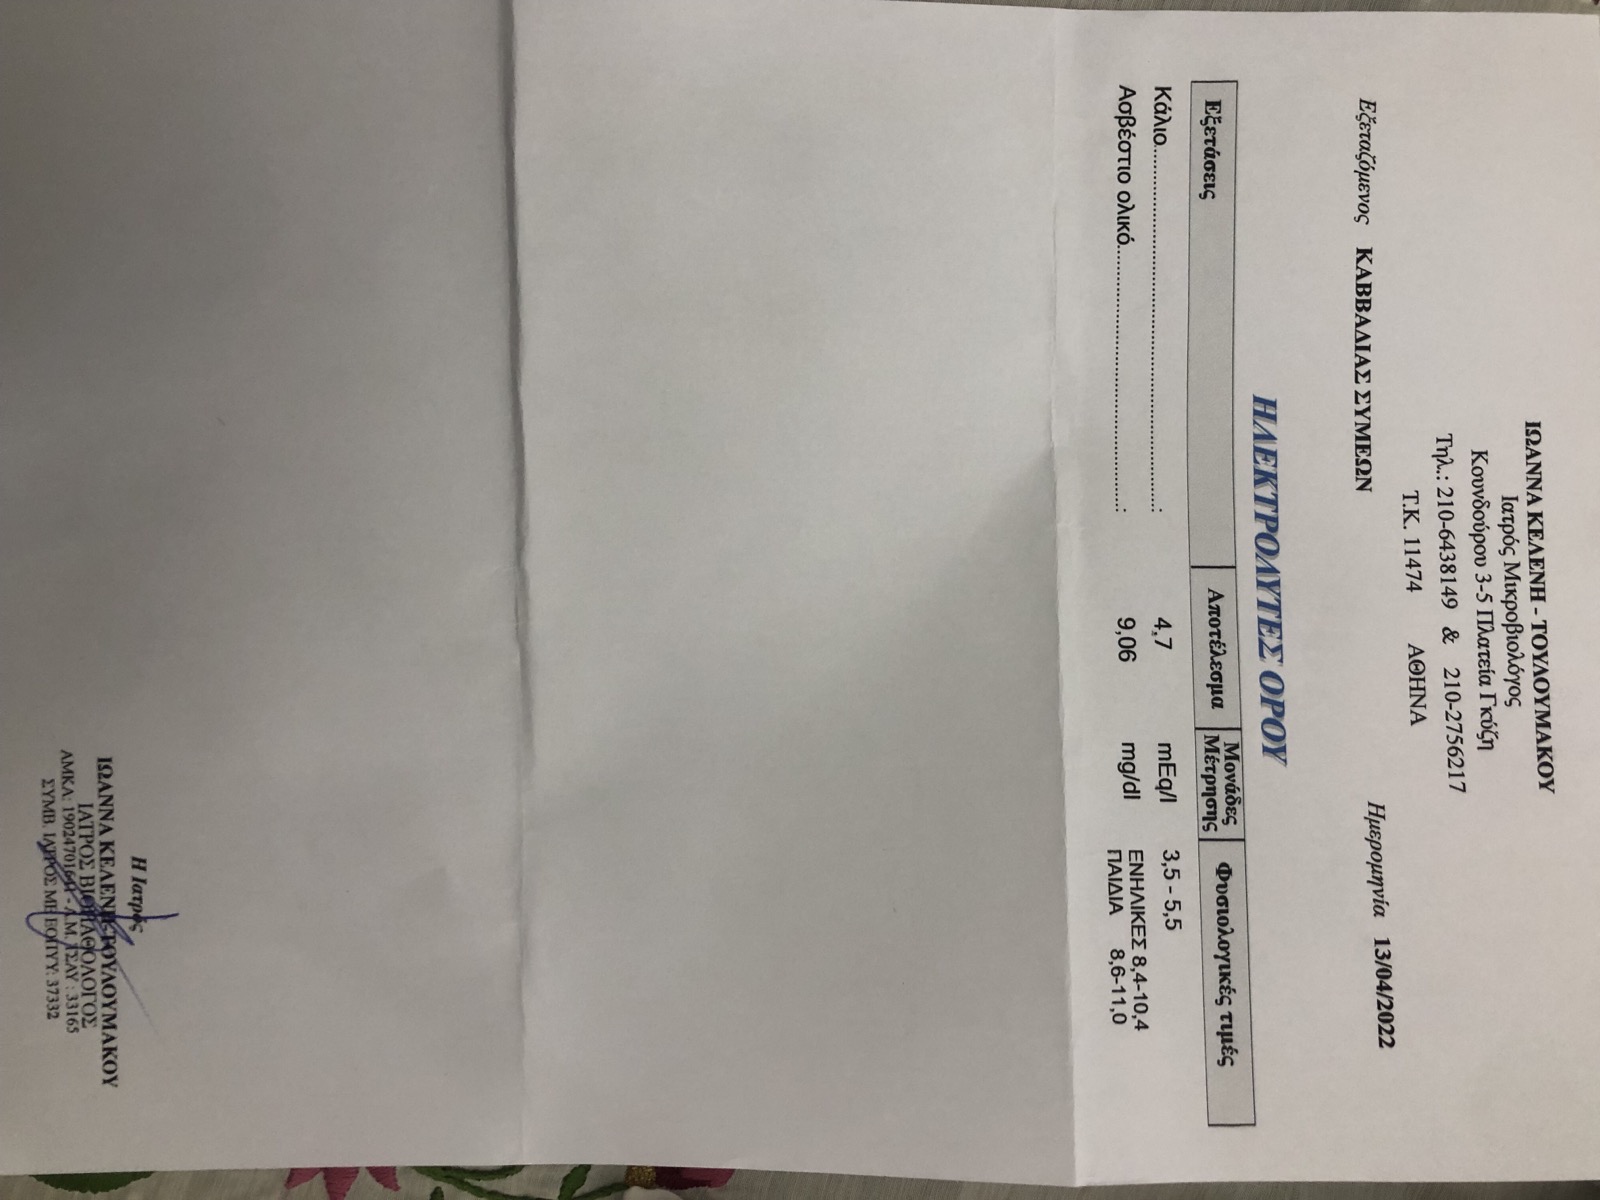 ΙΩΑΝΝΑ ΚΕΛΕΝΗ - ΤΟΥΛΟΥΜΑΚΟΥ
Ιατρός Μικροβιολόγος
Κουνδούρου 3-5 Πλατεία Γκύζη
Τηλ.: 210-6438149 & 210-2756217
Τ.Κ. 11474 ΑΘΗΝΑ
Εξεταζόμενος ΚΑΒΒΑΔΙΑΣ ΣΥΜΕΩΝ Ημερομηνία 13/04/2022
ΗΛΕΚΤΡΟΛΥΤΕΣ ΟΡΟΥ
Εξετάσεις Αποτέλεσμα Μονάδες Μέτρησης Φυσιολογικές τιμές
Κάλιο..........: 4,7 mEq/l 3,5 - 5,5
Ασβέστιο ολικό..........: 9,06 mg/dl ΕΝΗΛΙΚΕΣ 8,4-10,4
ΠΑΙΔΙΑ 8,6-11,0
Η Ιατρός
ΙΩΑΝΝΑ ΚΕΛΕΝΗ-ΤΟΥΛΟΥΜΑΚΟΥ
ΙΑΤΡΟΣ ΒΙΟΠΑΘΟΛΟΓΟΣ
ΑΜΚΑ: 19024701641 - Α.Μ. ΤΣΑΥ : 33165
ΣΥΜΒ. ΙΑΤΡΟΣ ΜΕ ΕΟΠΥΥ: 37332